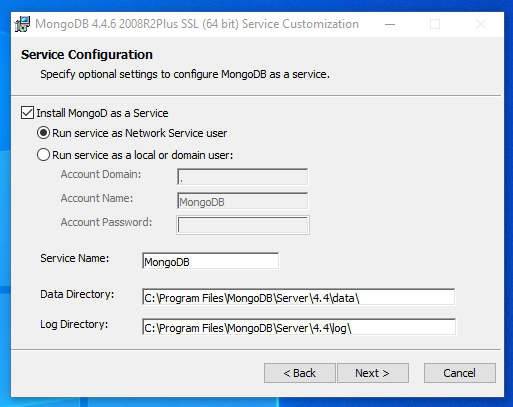 MongoDB 4.4.6 2008R2Plus SSL (64 bit) Service Customization
Service Configuration
Specify optional settings to configure MongoDB as a service.
Install MongoD as a Service
Run service as Network Service user
Run service as a local or domain user:
Account Domain: .
Account Name: MongoDB
Account Password:
Service Name: MongoDB
Data Directory: C:\Program Files\MongoDB\Server\4.4\data\
Log Directory: C:\Program Files\MongoDB\Server\4.4\log\
< Back Next > Cancel